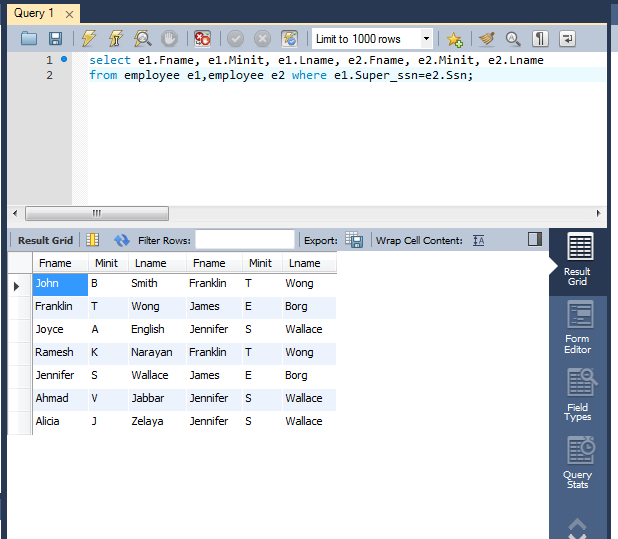 Query 1
Limit to 1000 rows
1 select e1.Fname, e1.Minit, e1.Lname, e2.Fname, e2.Minit, e2.Lname
2 from employee e1,employee e2 where e1.Super_ssn=e2.Ssn;
Result Grid Filter Rows: Export: Wrap Cell Content:
Fname Minit Lname Fname Minit Lname
John B Smith Franklin T Wong
Franklin T Wong James E Borg
Joyce A English Jennifer S Wallace
Ramesh K Narayan Franklin T Wong
Jennifer S Wallace James E Borg
Ahmad V Jabbar Jennifer S Wallace
Alicia J Zelaya Jennifer S Wallace
Result
Grid
Form
Editor
Field
Types
Query
Stats